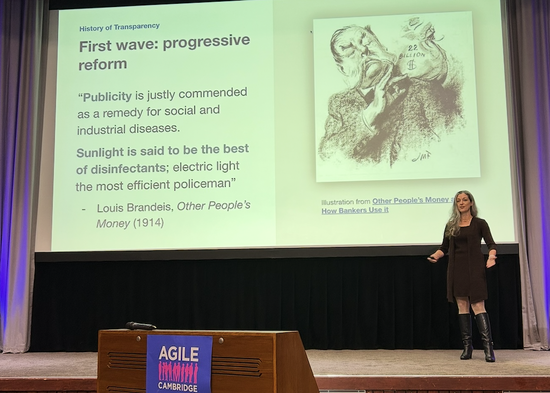 History of Transparency
First wave: progressive
reform
“Publicity is justly commended
as a remedy for social and
industrial diseases.
Sunlight is said to be the best
of disinfectants; electric light
the most efficient policeman”
- Louis Brandeis, Other People’s
Money (1914)
22
BILLION
$
Illustration from Other People's Money
How Bankers Use it
AGILE
CAMBRIDGE